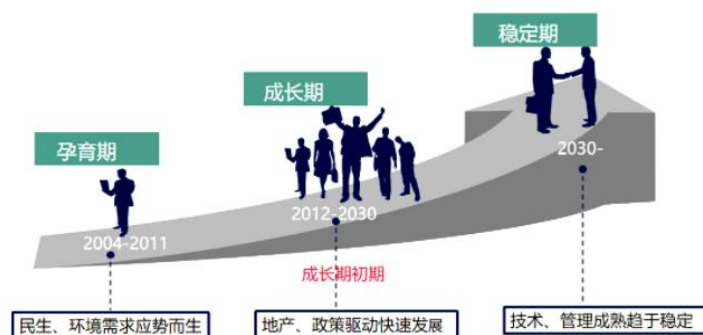 稳定期
成长期
孕育期
2030-
2012-2030
2004-2011
成长期初期
民生、环境需求应势而生
地产、政策驱动快速发展
技术、管理成熟趋于稳定